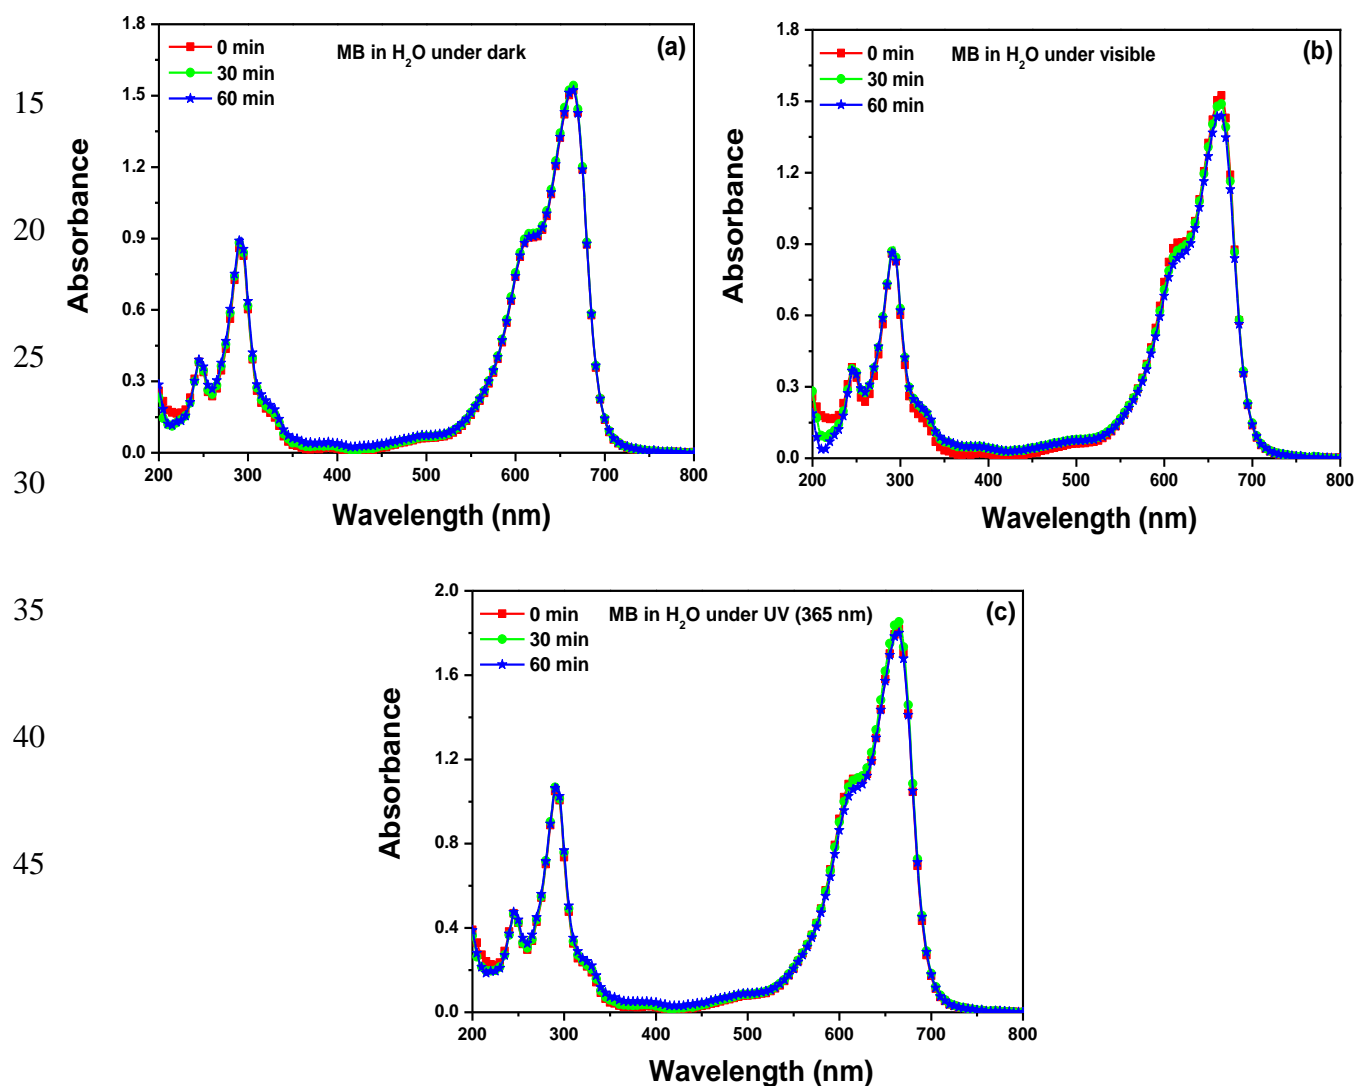 1.8
1.5
1.2
0.9
0.6
0.3
0.0
0 min
30 min
60 min
MB in H₂O under dark
(a)
Absorbance
200 300 400 500 600 700 800
Wavelength (nm)
1.8
1.5
1.2
0.9
0.6
0.3
0.0
0 min
30 min
60 min
MB in H₂O under visible
(b)
Absorbance
200 300 400 500 600 700 800
Wavelength (nm)
15
20
25
30
35
40
45
2.0
1.6
1.2
0.8
0.4
0.0
0 min
30 min
60 min
MB in H₂O under UV (365 nm)
(c)
Absorbance
200 300 400 500 600 700 800
Wavelength (nm)